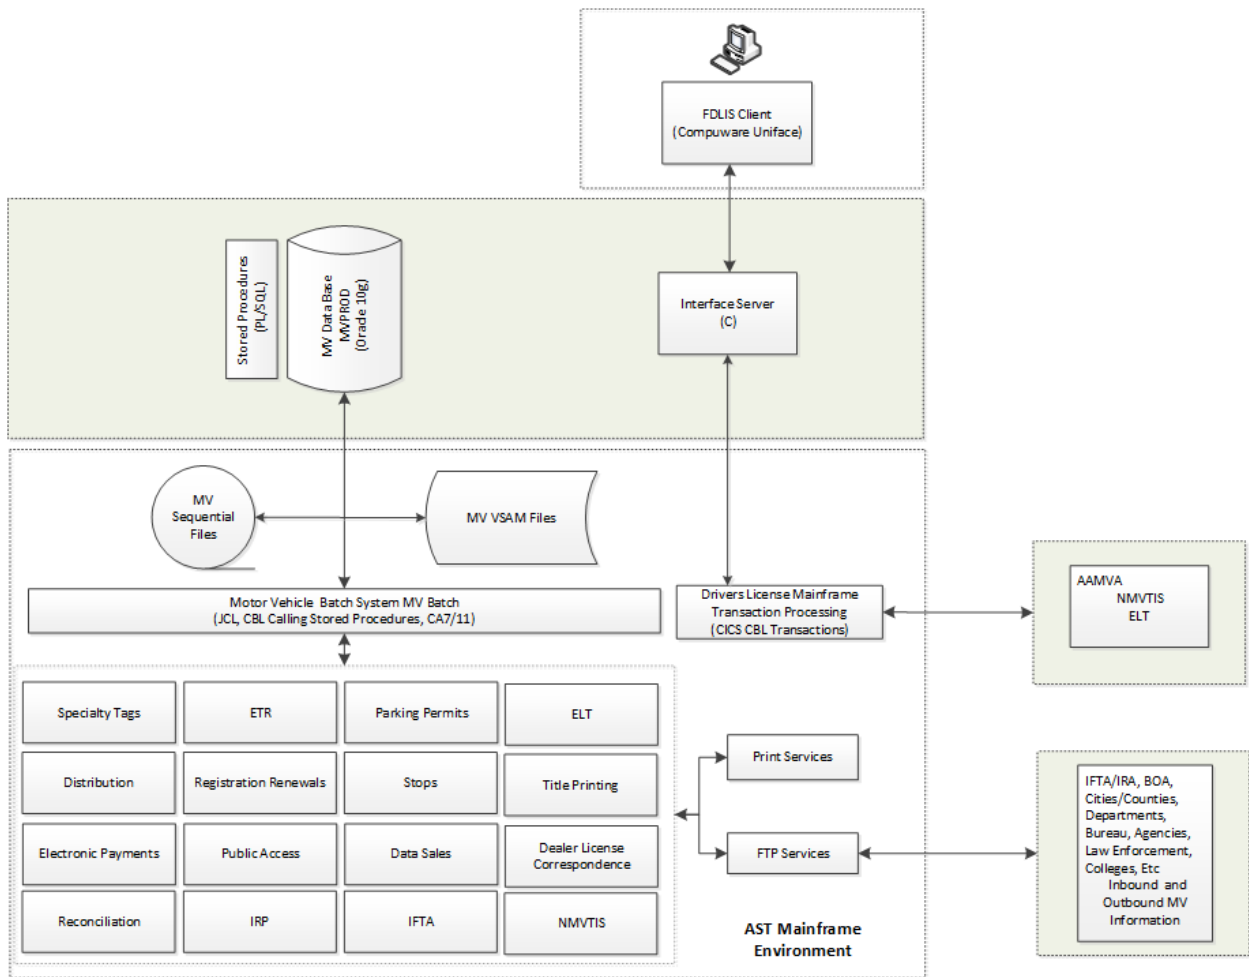 FDLIS Client
(Compuware Uniface)
Stored Procedures
(PL/SQL)
MV Data Base
MVPROD
(Oracle 10g)
Interface Server
(C)
MV
Sequential
Files
MV VSAM Files
Motor Vehicle Batch System MV Batch
(JCL, CBL Calling Stored Procedures, CA7/11)
Drivers License Mainframe
Transaction Processing
(CICS CBL Transactions)
AAMVA
NMVTIS
ELT
Specialty Tags
ETR
Parking Permits
ELT
Distribution
Registration Renewals
Stops
Title Printing
Electronic Payments
Public Access
Data Sales
Dealer License
Correspondence
Reconciliation
IRP
IFTA
NMVTIS
Print Services
FTP Services
IFTA/IRA, BOA,
Cities/Counties,
Departments,
Bureau, Agencies,
Law Enforcement,
Colleges, Etc
Inbound and
Outbound MV
Information
AST Mainframe
Environment